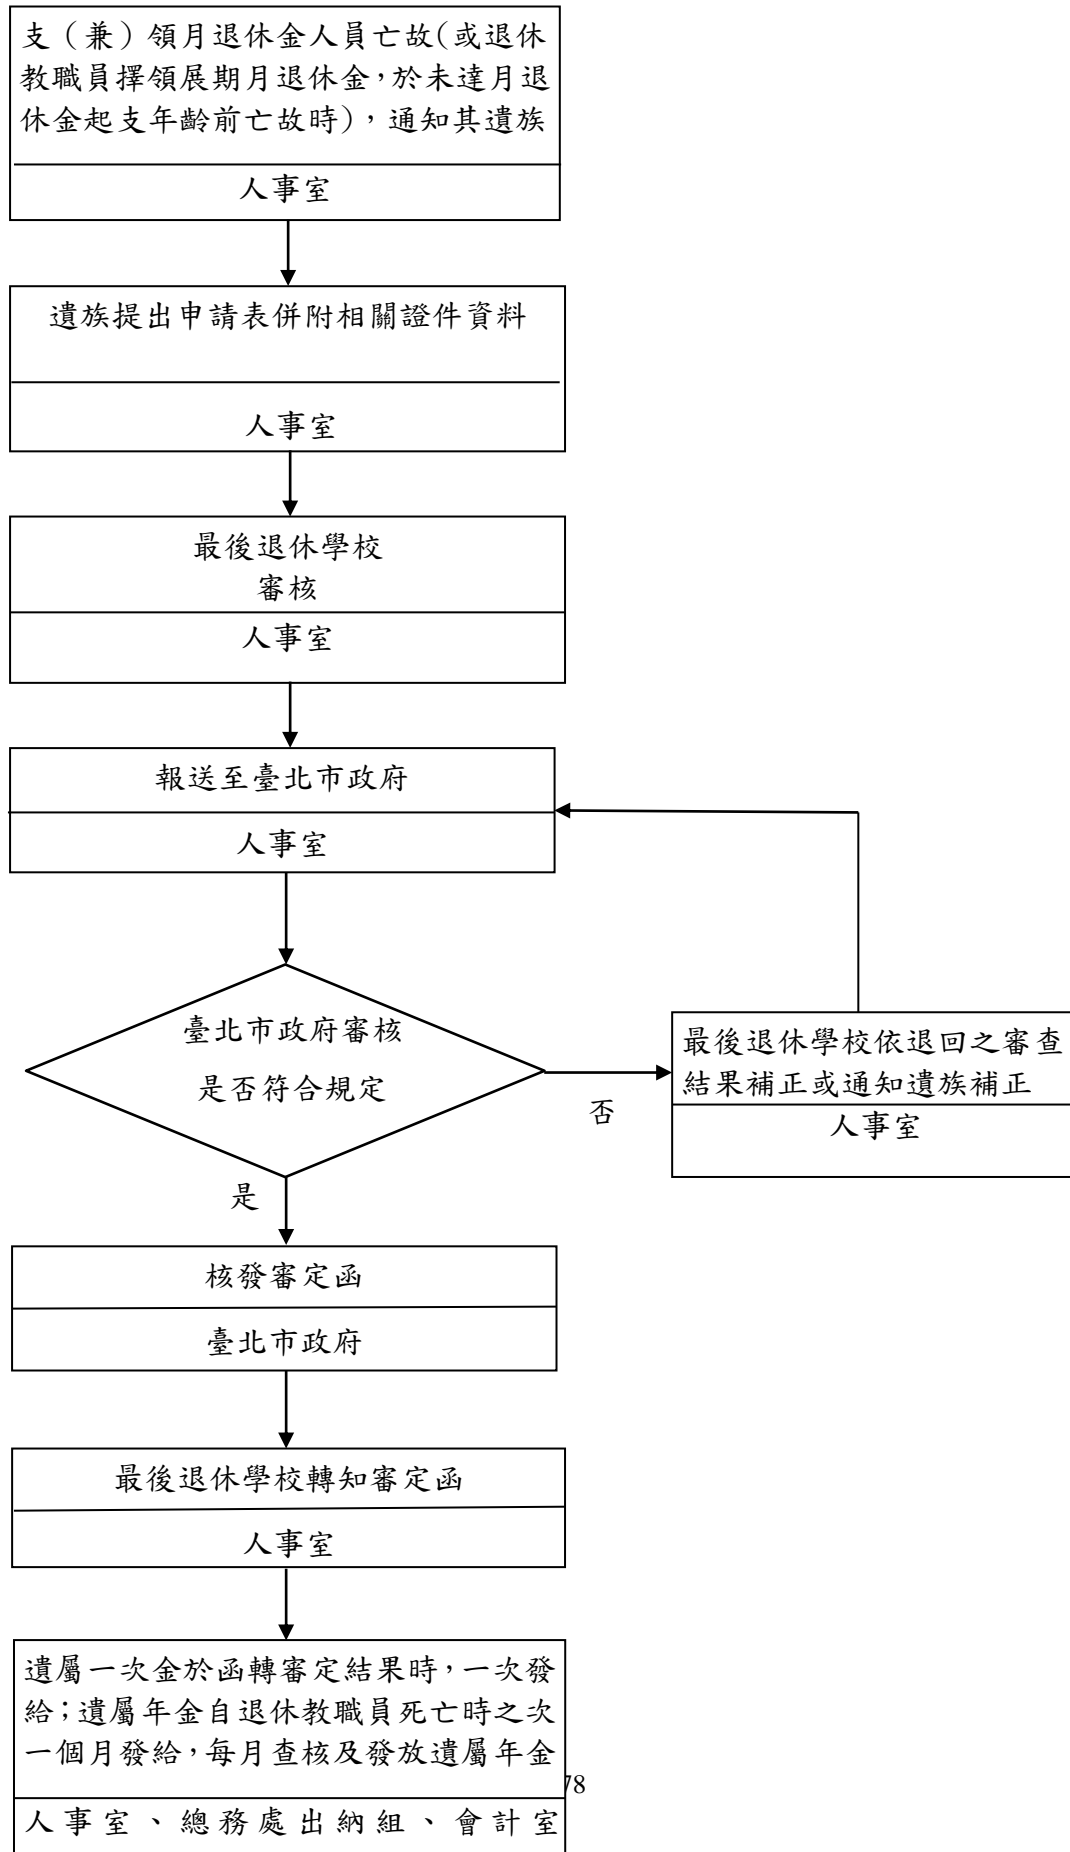 支（兼）領月退休金人員亡故(或退休
教職員擇領展期月退休金，於未達月退
休金起支年齡前亡故時)，通知其遺族
人事室
遺族提出申請表併附相關證件資料
人事室
最後退休學校
審核
人事室
報送至臺北市政府
人事室
臺北市政府審核
是否符合規定
否
最後退休學校依退回之審查
結果補正或通知遺族補正
人事室
是
核發審定函
臺北市政府
最後退休學校轉知審定函
人事室
遺屬一次金於函轉審定結果時，一次發
給；遺屬年金自退休教職員死亡時之次
一個月發給，每月查核及發放遺屬年金
人事室、總務處出納組、會計室
78